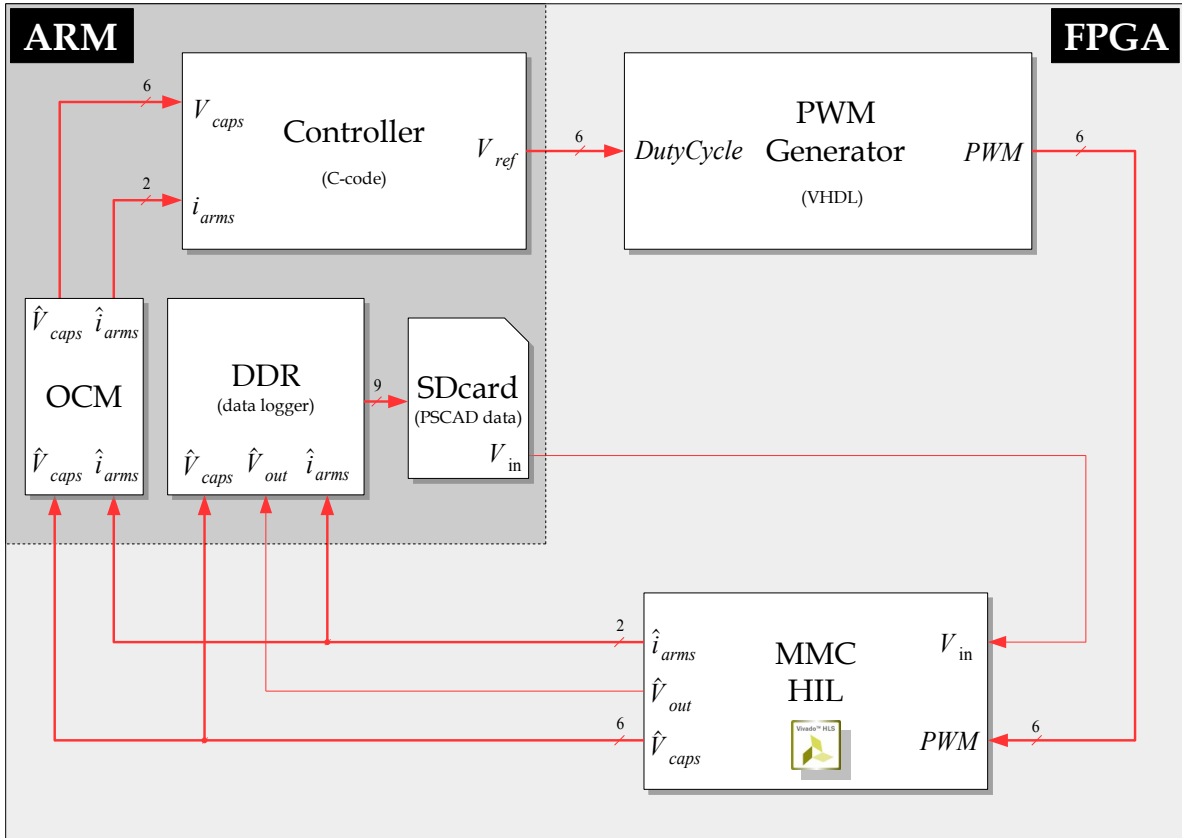 ARM
FPGA
6
V caps
Controller
(C-code)
V ref
2
i arms
6
DutyCycle
PWM
Generator
(VHDL)
PWM
6
V̂ caps î arms
OCM
V̂ caps î arms
DDR
(data logger)
V̂ caps V̂ out î arms
9
SDcard
(PSCAD data)
V in
2
î arms
V̂ out
6
V̂ caps
MMC
HIL
Vivado™ HLS
V in
PWM
6